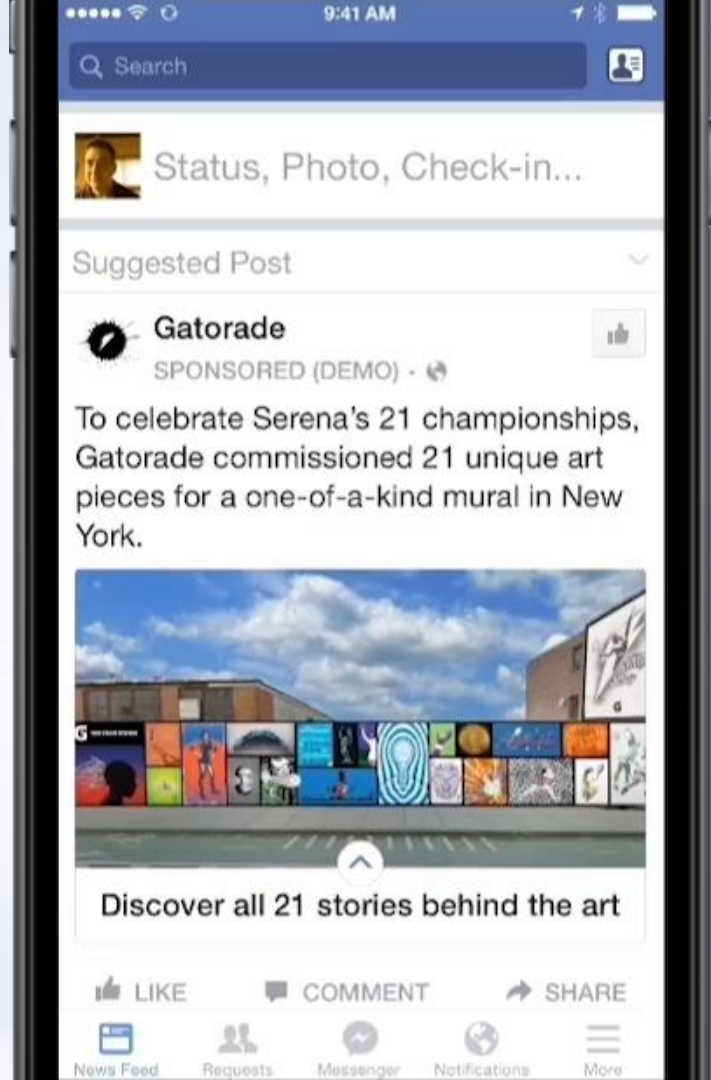 9:41 AM
Search
Status, Photo, Check-in...
Suggested Post
Gatorade
SPONSORED (DEMO) ·
To celebrate Serena's 21 championships,
Gatorade commissioned 21 unique art
pieces for a one-of-a-kind mural in New
York.
G
G
Discover all 21 stories behind the art
LIKE COMMENT SHARE
News Feed Requests Messenger Notifications More